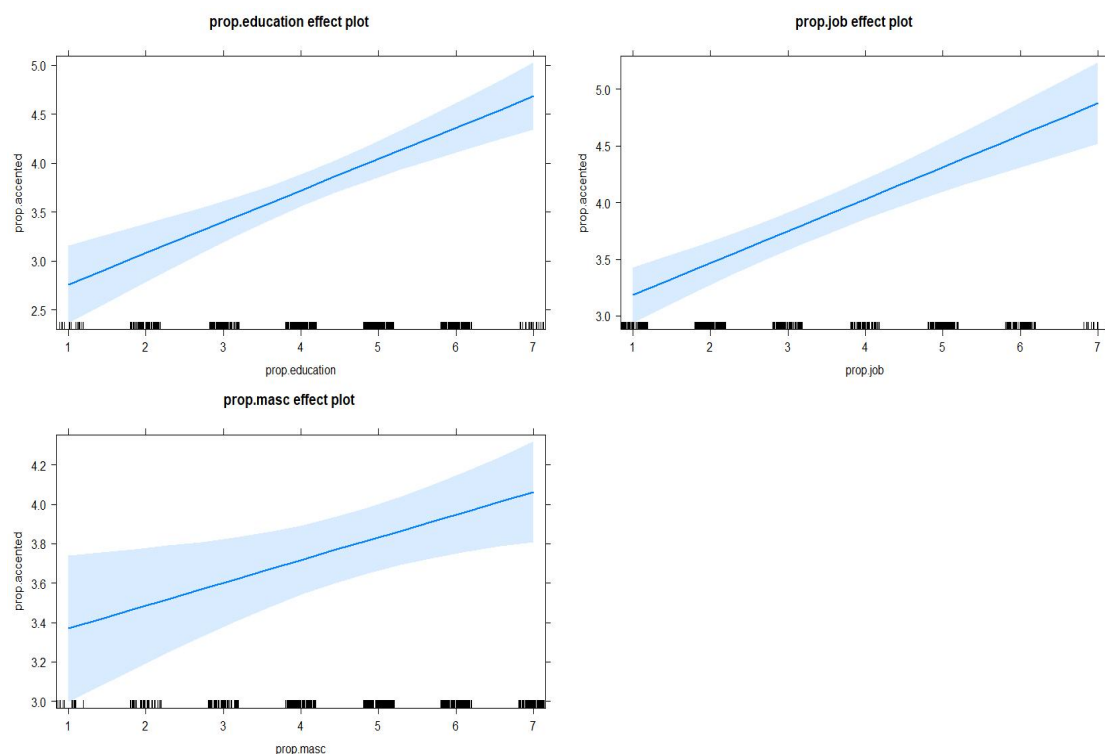 prop.education effect plot
5.0
4.5
4.0
3.5
3.0
2.5
prop.accented
1 2 3 4 5 6 7
prop.education
prop.job effect plot
5.0
4.5
4.0
3.5
3.0
prop.accented
1 2 3 4 5 6 7
prop.job
prop.masc effect plot
4.2
4.0
3.8
3.6
3.4
3.2
3.0
prop.accented
1 2 3 4 5 6 7
prop.masc